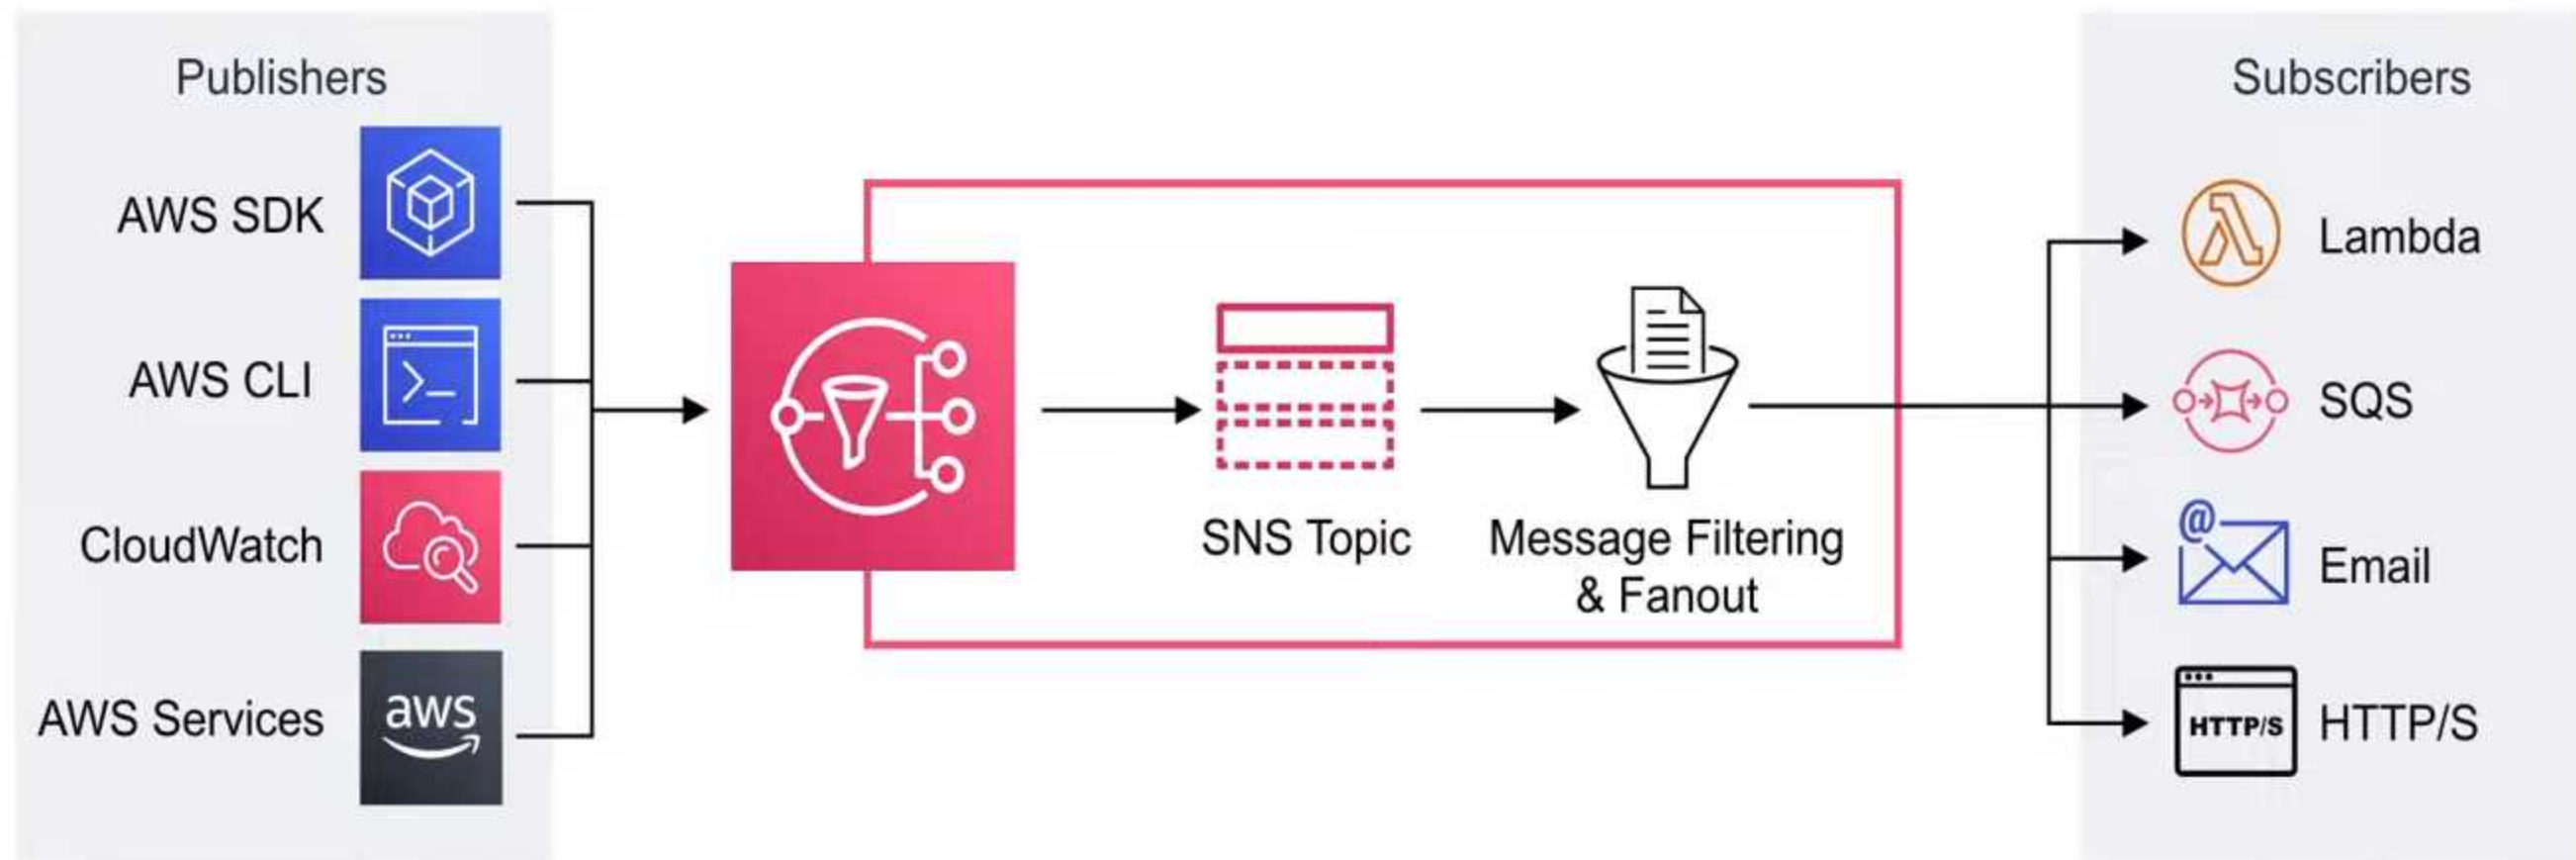 Publishers
AWS SDK
AWS CLI
CloudWatch
AWS Services
aws
SNS Topic
Message Filtering
& Fanout
Subscribers
Lambda
SQS
@
Email
HTTP/S
HTTP/S